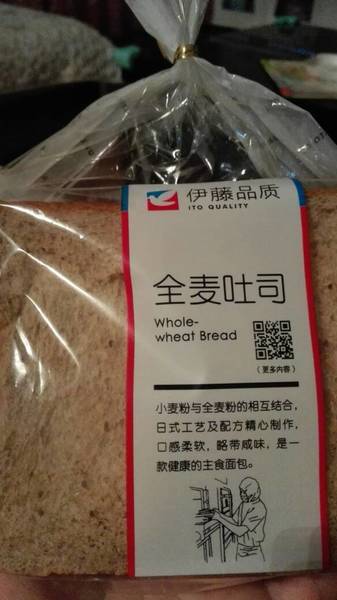 伊藤品质
ITO QUALITY
全麦吐司
Whole-
wheat Bread
（更多内容）
小麦粉与全麦粉的相互结合，
日式工艺及配方精心制作，
口感柔软，略带咸味，是一
款健康的主食面包。